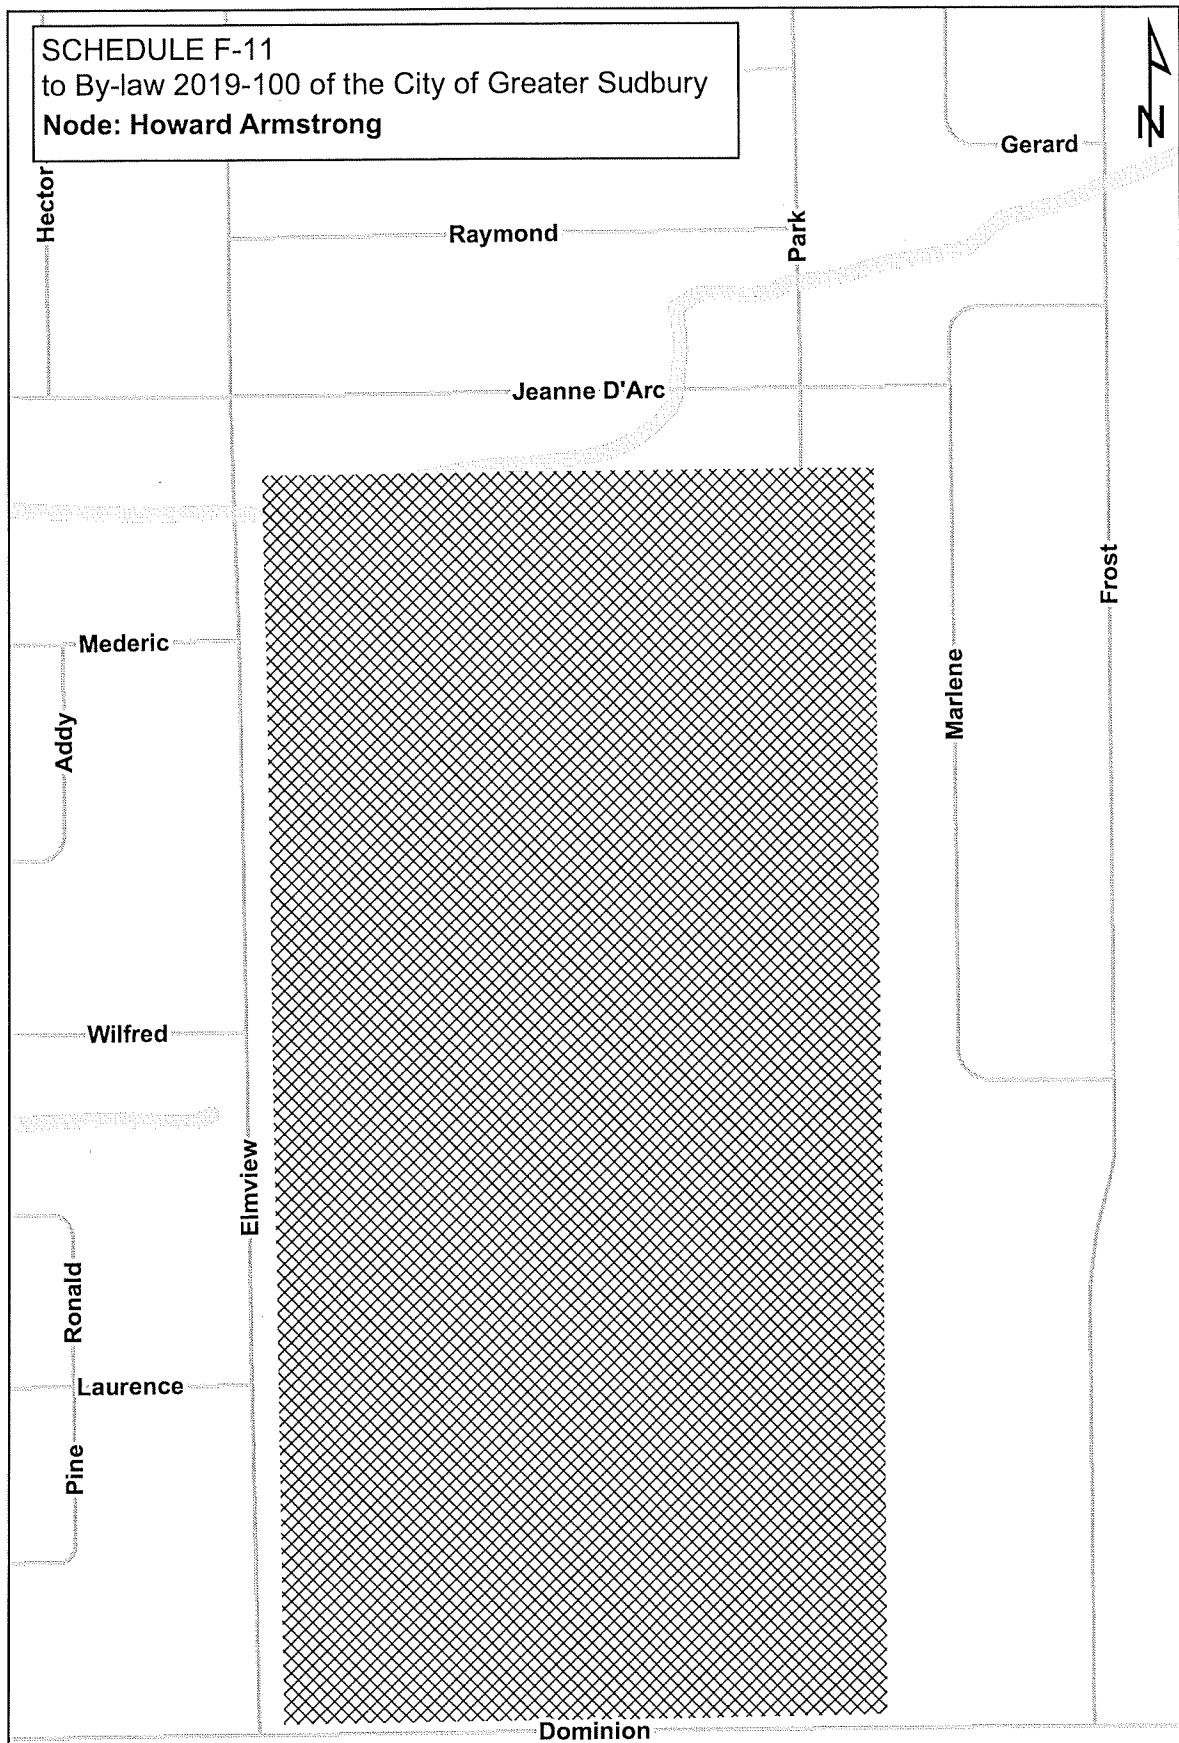 SCHEDULE F-11
to By-law 2019-100 of the City of Greater Sudbury
Node: Howard Armstrong
N
Gerard
Hector
Raymond
Park
Jeanne D'Arc
Frost
Mederic
Marlene
Addy
Wilfred
Elmview
Ronald
Laurence
Pine
Dominion